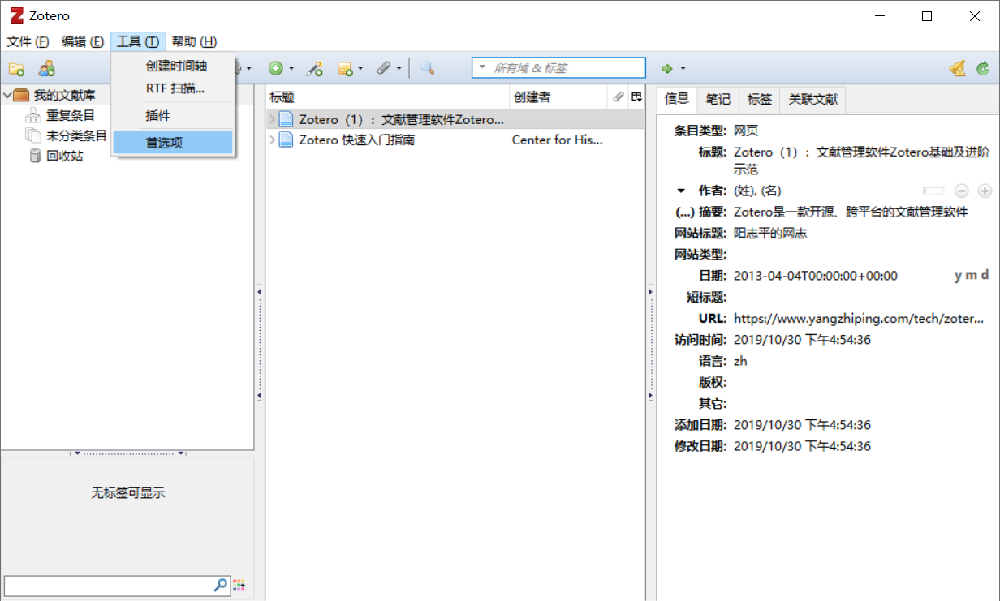 Zotero
文件 (F) 编辑 (E) 工具 (T) 帮助 (H)
创建时间轴
RTF 扫描...
插件
首选项
所有域 & 标签
我的文献库
重复条目
未分类条目
回收站
标题 创建者
Zotero（1）：文献管理软件Zotero...
Zotero 快速入门指南 Center for His...
信息 笔记 标签 关联文献
条目类型: 网页
标题: Zotero（1）：文献管理软件Zotero基础及进阶
示范
作者: (姓), (名)
(...) 摘要: Zotero是一款开源、跨平台的文献管理软件
网站标题: 阳志平的网志
网站类型:
日期: 2013-04-04T00:00:00+00:00 y m d
短标题:
URL: https://www.yangzhiping.com/tech/zoter...
访问时间: 2019/10/30 下午4:54:36
语言: zh
版权:
其它:
添加日期: 2019/10/30 下午4:54:36
修改日期: 2019/10/30 下午4:54:36
无标签可显示